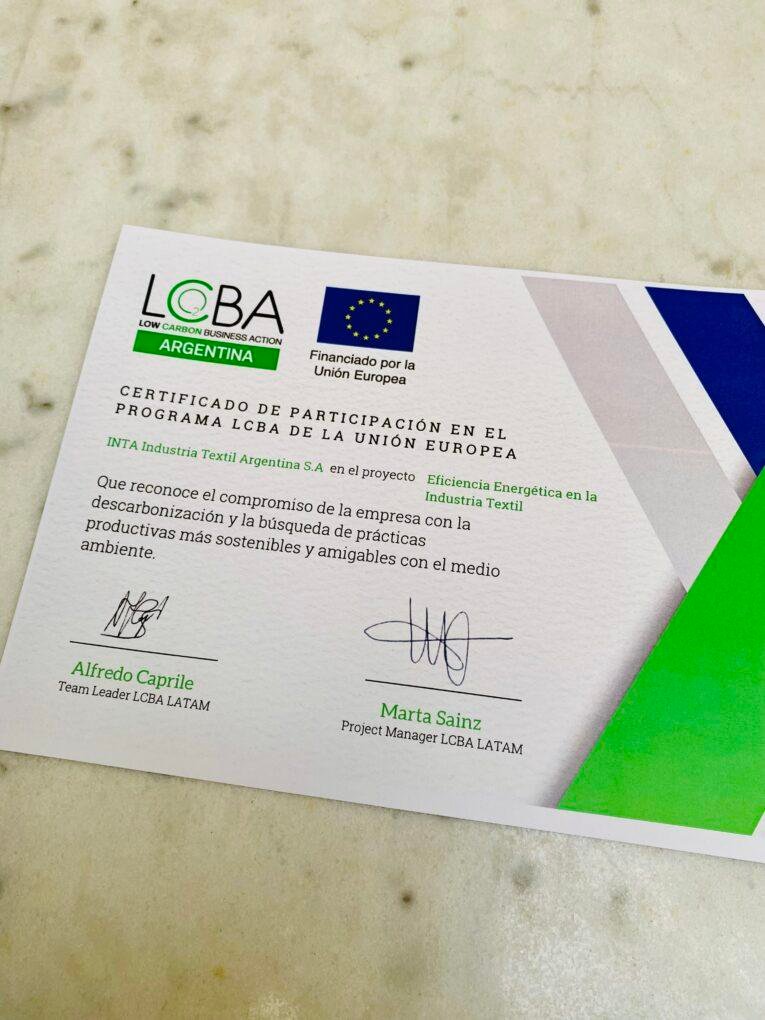 LCBA
LOW CARBON BUSINESS ACTION
ARGENTINA
Financiado por la
Unión Europea
CERTIFICADO DE PARTICIPACIÓN EN EL
PROGRAMA LCBA DE LA UNIÓN EUROPEA
INTA Industria Textil Argentina S.A en el proyecto Eficiencia Energética en la
Industria Textil
Que reconoce el compromiso de la empresa con la
descarbonización y la búsqueda de prácticas
productivas más sostenibles y amigables con el medio
ambiente.
Alfredo Caprile
Team Leader LCBA LATAM
Marta Sainz
Project Manager LCBA LATAM